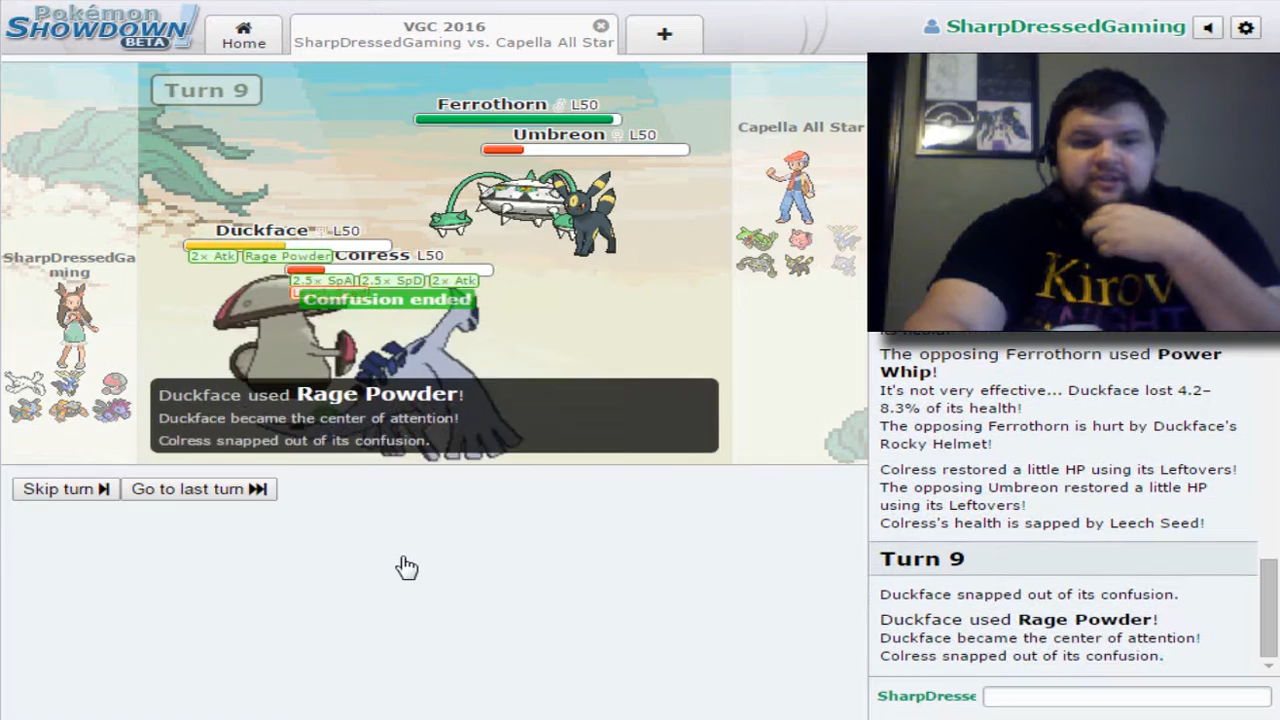 Pokémon
SHOWDOWN!
BETA
Home
VGC 2016
SharpDressedGaming vs. Capella All Star
SharpDressedGaming
Turn 9
Ferrothorn L50
Umbreon L50
Capella All Star
Duckface L50
2× Atk Rage Powder
Colress L50
2.5× SpA 2.5× SpD 2× Atk
Confusion ended
SharpDressedGa
ming
Duckface used Rage Powder!
Duckface became the center of attention!
Colress snapped out of its confusion.
Skip turn
Go to last turn
Kirov
The opposing Ferrothorn used Power
Whip!
It's not very effective... Duckface lost 4.2–
8.3% of its health!
The opposing Ferrothorn is hurt by Duckface's
Rocky Helmet!
Colress restored a little HP using its Leftovers!
The opposing Umbreon restored a little HP
using its Leftovers!
Colress's health is sapped by Leech Seed!
Turn 9
Duckface snapped out of its confusion.
Duckface used Rage Powder!
Duckface became the center of attention!
Colress snapped out of its confusion.
SharpDresse